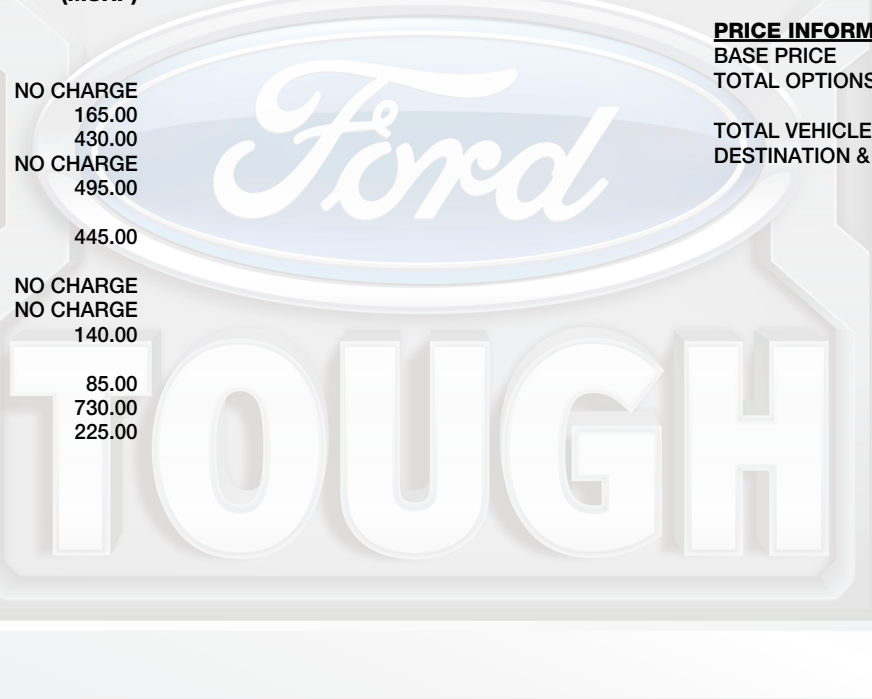 NO CHARGE
165.00
430.00
NO CHARGE
495.00
445.00
NO CHARGE
NO CHARGE
140.00
85.00
730.00
225.00
PRICE INFORM
BASE PRICE
TOTAL OPTIONS
TOTAL VEHICLE
DESTINATION &
Ford
TOUGH